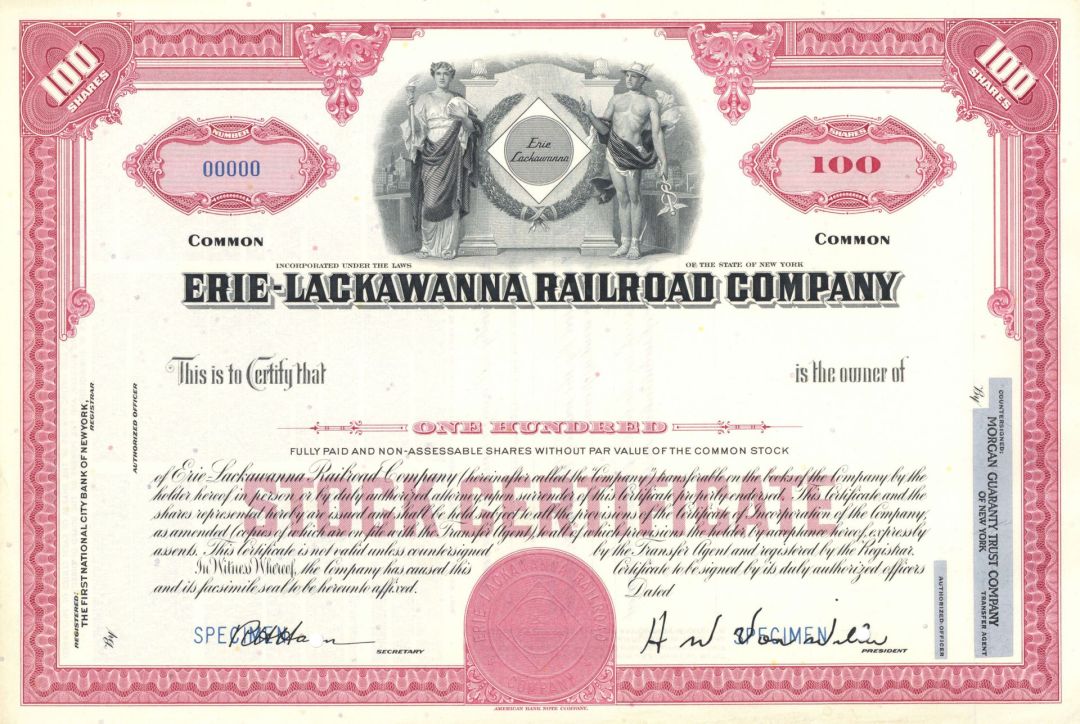 100 SHARES
100 SHARES
NUMBER
00000
SHARES
100
Erie
Lackawanna
COMMON
COMMON
INCORPORATED UNDER THE LAWS OF THE STATE OF NEW YORK
ERIE-LACKAWANNA RAILROAD COMPANY
This is to Certify that is the owner of
ONE HUNDRED
FULLY PAID AND NON-ASSESSABLE SHARES WITHOUT PAR VALUE OF THE COMMON STOCK
STOCK CERTIFICATE
of Erie-Lackawanna Railroad Company (hereinafter called the "Company") transferable on the books of the Company by the
holder hereof in person or by duly authorized attorney upon surrender of this Certificate properly endorsed. This Certificate and the
shares represented hereby are issued and shall be held subject to all the provisions of the Certificate of Incorporation of the Company,
as amended (copies of which are on file with the Transfer Agent), to all of which provisions the holder by acceptance hereof, expressly
assents. This Certificate is not valid unless countersigned by the Transfer Agent and registered by the Registrar.
In Witness Whereof, the Company has caused this Certificate to be signed by its duly authorized officers
and its facsimile seal to be hereunto affixed. Dated
SPECIMEN
SECRETARY
SPECIMEN
PRESIDENT
ERIE-LACKAWANNA RAILROAD COMPANY
AMERICAN BANK NOTE COMPANY.
REGISTERED:
THE FIRST NATIONAL CITY BANK OF NEW YORK,
REGISTRAR
By
AUTHORIZED OFFICER
COUNTERSIGNED:
MORGAN GUARANTY TRUST COMPANY
OF NEW YORK
TRANSFER AGENT
By
AUTHORIZED OFFICER